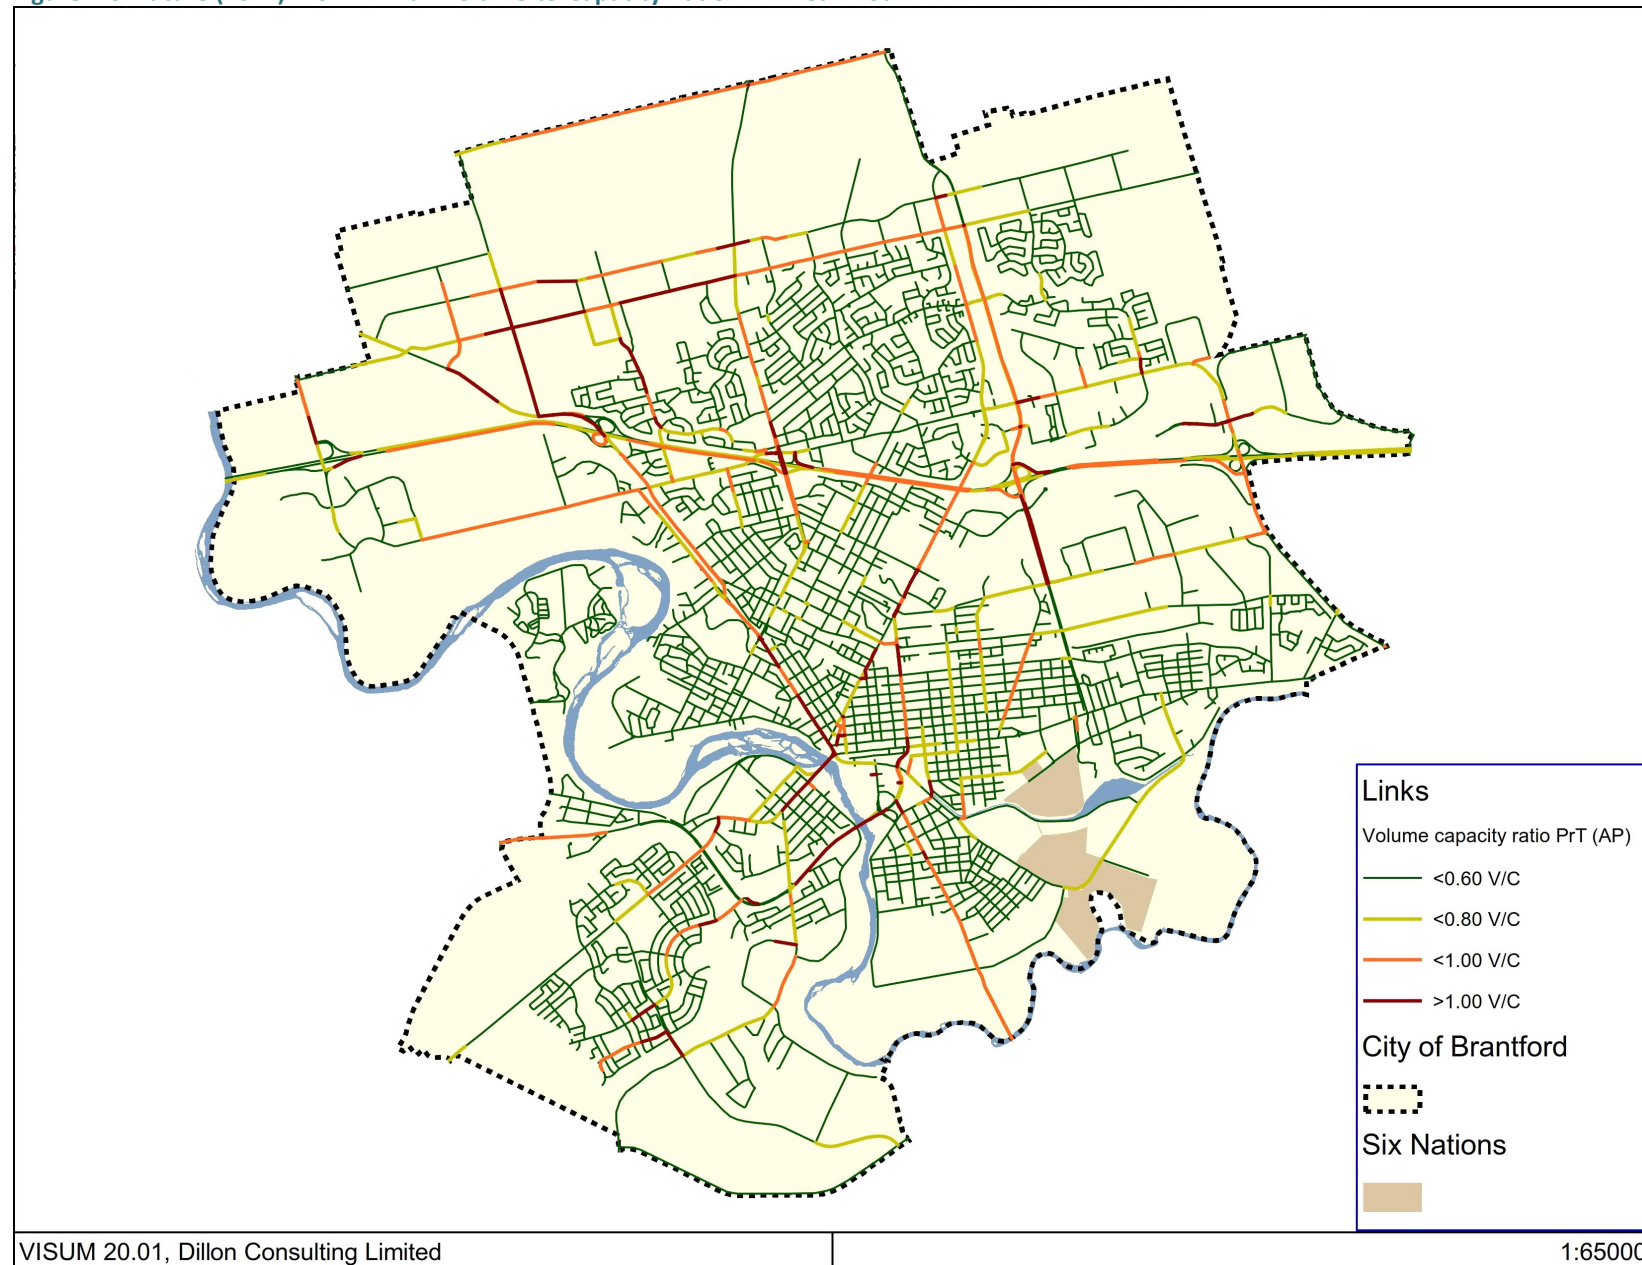 Links
Volume capacity ratio PrT (AP)
<0.60 V/C
<0.80 V/C
<1.00 V/C
>1.00 V/C
City of Brantford
Six Nations
VISUM 20.01, Dillon Consulting Limited
1:65000